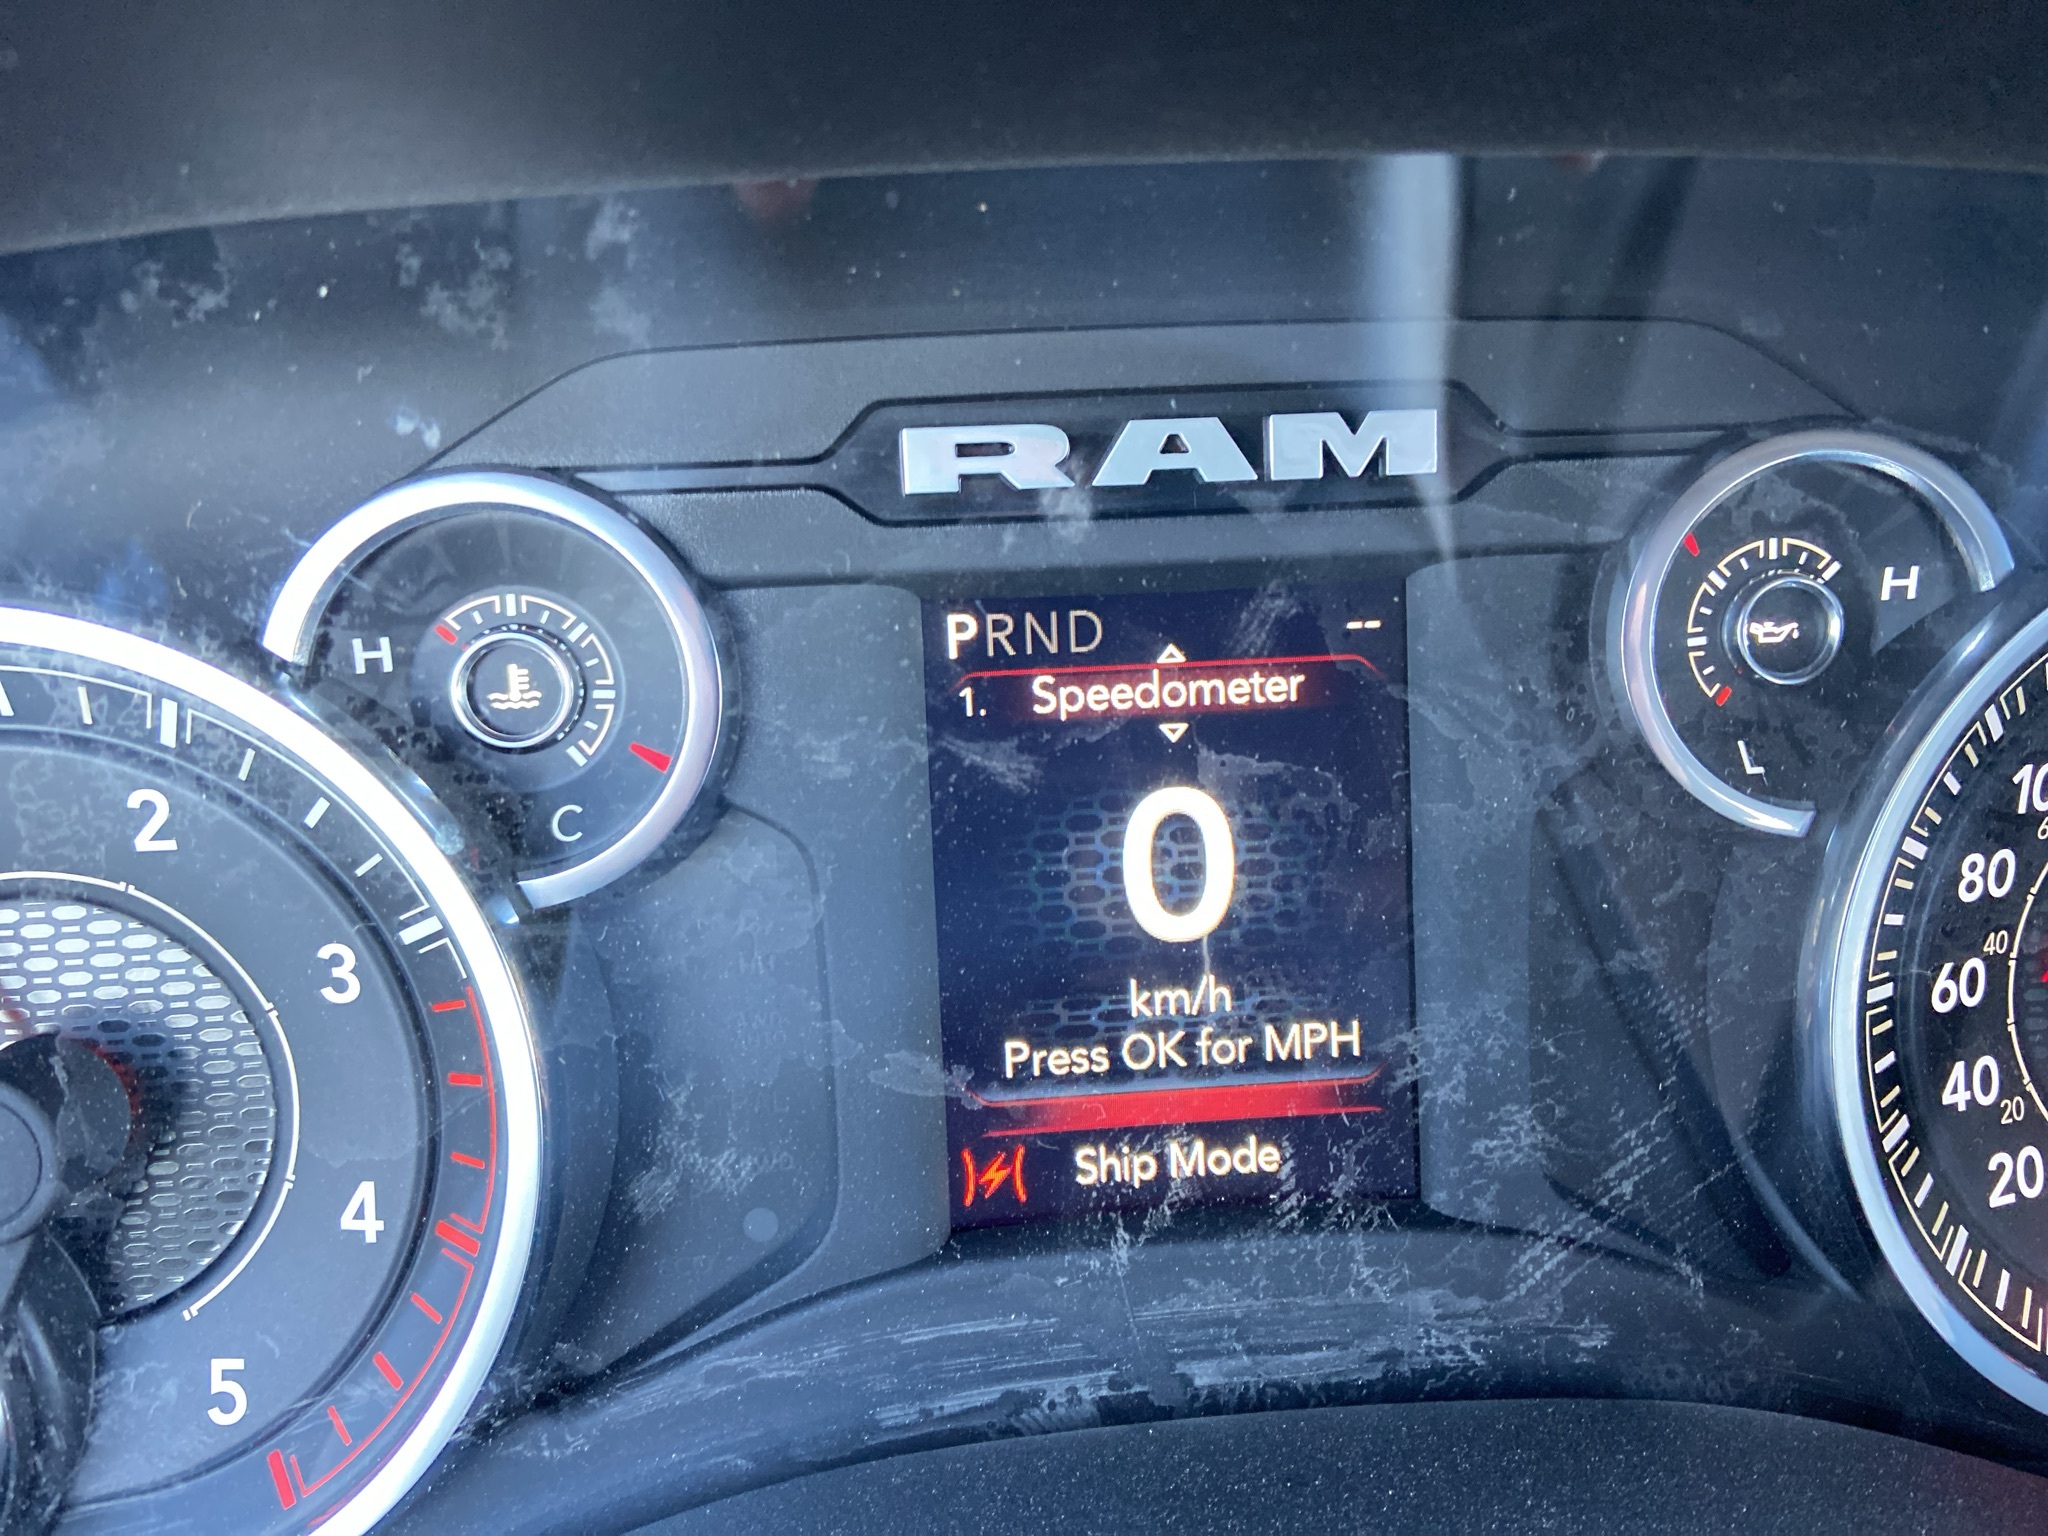 RAM
H
C
H
L
PRND --
1. Speedometer
0
km/h
Press OK for MPH
Ship Mode
2
3
4
5
80
60
40
20
40
20